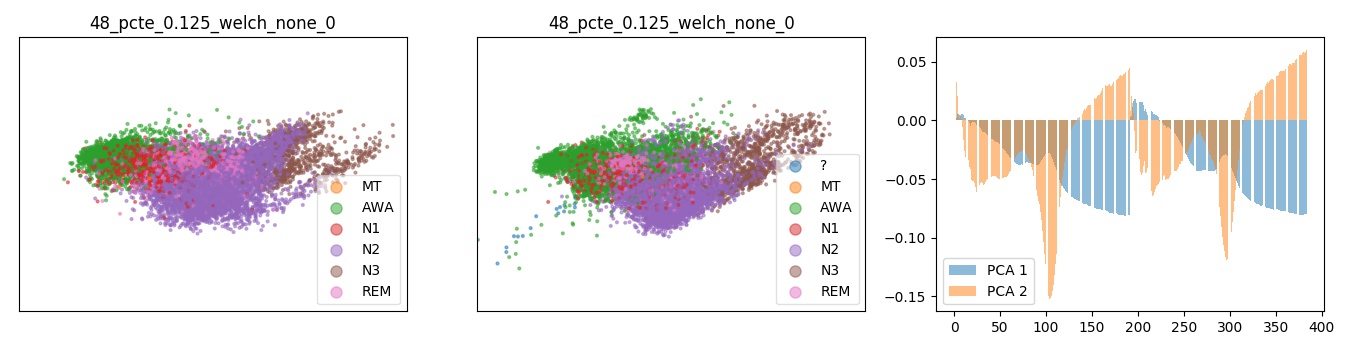 48_pcte_0.125_welch_none_0
MT
AWA
N1
N2
N3
REM
48_pcte_0.125_welch_none_0
?
MT
AWA
N1
N2
N3
REM
0.05
0.00
−0.05
−0.10
−0.15
PCA 1
PCA 2
0 50 100 150 200 250 300 350 400